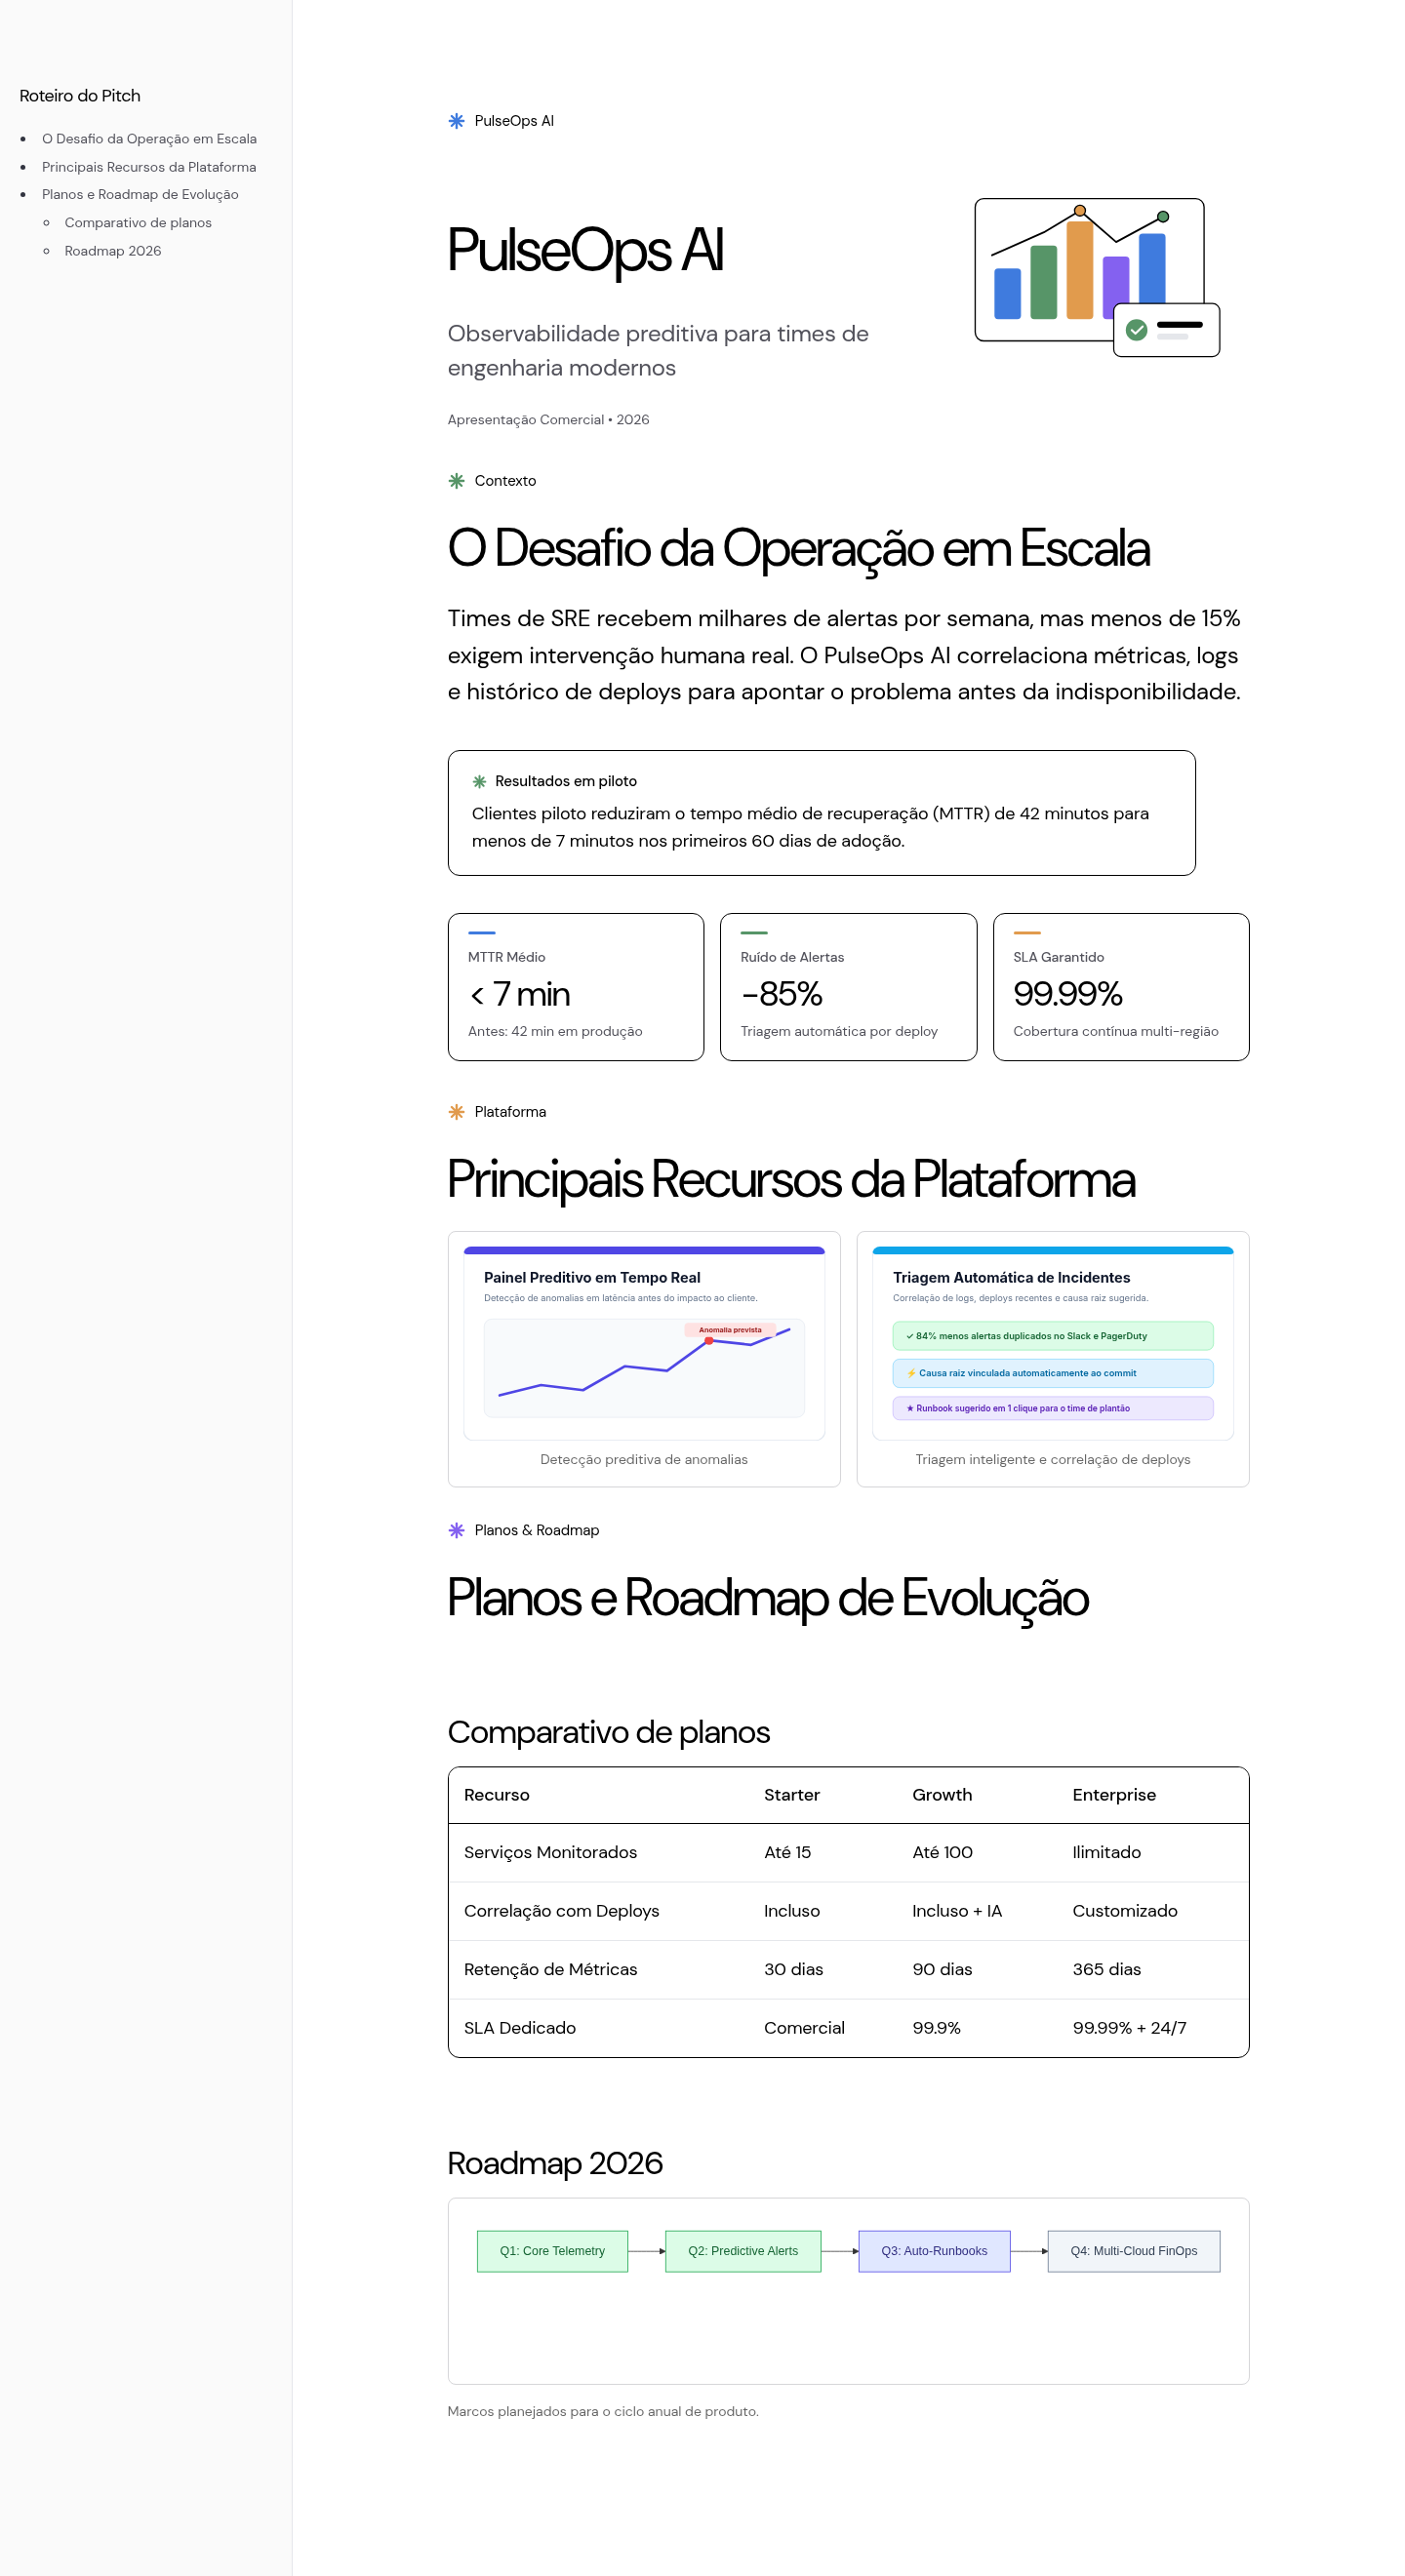 Roteiro do Pitch
O Desafio da Operação em Escala
Principais Recursos da Plataforma
Planos e Roadmap de Evolução
Comparativo de planos
Roadmap 2026
PulseOps AI
PulseOps AI
Observabilidade preditiva para times de
engenharia modernos
Apresentação Comercial • 2026
Contexto
O Desafio da Operação em Escala
Times de SRE recebem milhares de alertas por semana, mas menos de 15%
exigem intervenção humana real. O PulseOps AI correlaciona métricas, logs
e histórico de deploys para apontar o problema antes da indisponibilidade.
Resultados em piloto
Clientes piloto reduziram o tempo médio de recuperação (MTTR) de 42 minutos para
menos de 7 minutos nos primeiros 60 dias de adoção.
MTTR Médio
< 7 min
Antes: 42 min em produção
Ruído de Alertas
-85%
Triagem automática por deploy
SLA Garantido
99.99%
Cobertura contínua multi-região
Plataforma
Principais Recursos da Plataforma
Painel Preditivo em Tempo Real
Detecção de anomalias em latência antes do impacto ao cliente.
Anomalia prevista
Detecção preditiva de anomalias
Triagem Automática de Incidentes
Correlação de logs, deploys recentes e causa raiz sugerida.
✓ 84% menos alertas duplicados no Slack e PagerDuty
⚡ Causa raiz vinculada automaticamente ao commit
★ Runbook sugerido em 1 clique para o time de plantão
Triagem inteligente e correlação de deploys
Planos & Roadmap
Planos e Roadmap de Evolução
Comparativo de planos
Recurso Starter Growth Enterprise
Serviços Monitorados Até 15 Até 100 Ilimitado
Correlação com Deploys Incluso Incluso + IA Customizado
Retenção de Métricas 30 dias 90 dias 365 dias
SLA Dedicado Comercial 99.9% 99.99% + 24/7
Roadmap 2026
Q1: Core Telemetry Q2: Predictive Alerts Q3: Auto-Runbooks Q4: Multi-Cloud FinOps
Marcos planejados para o ciclo anual de produto.